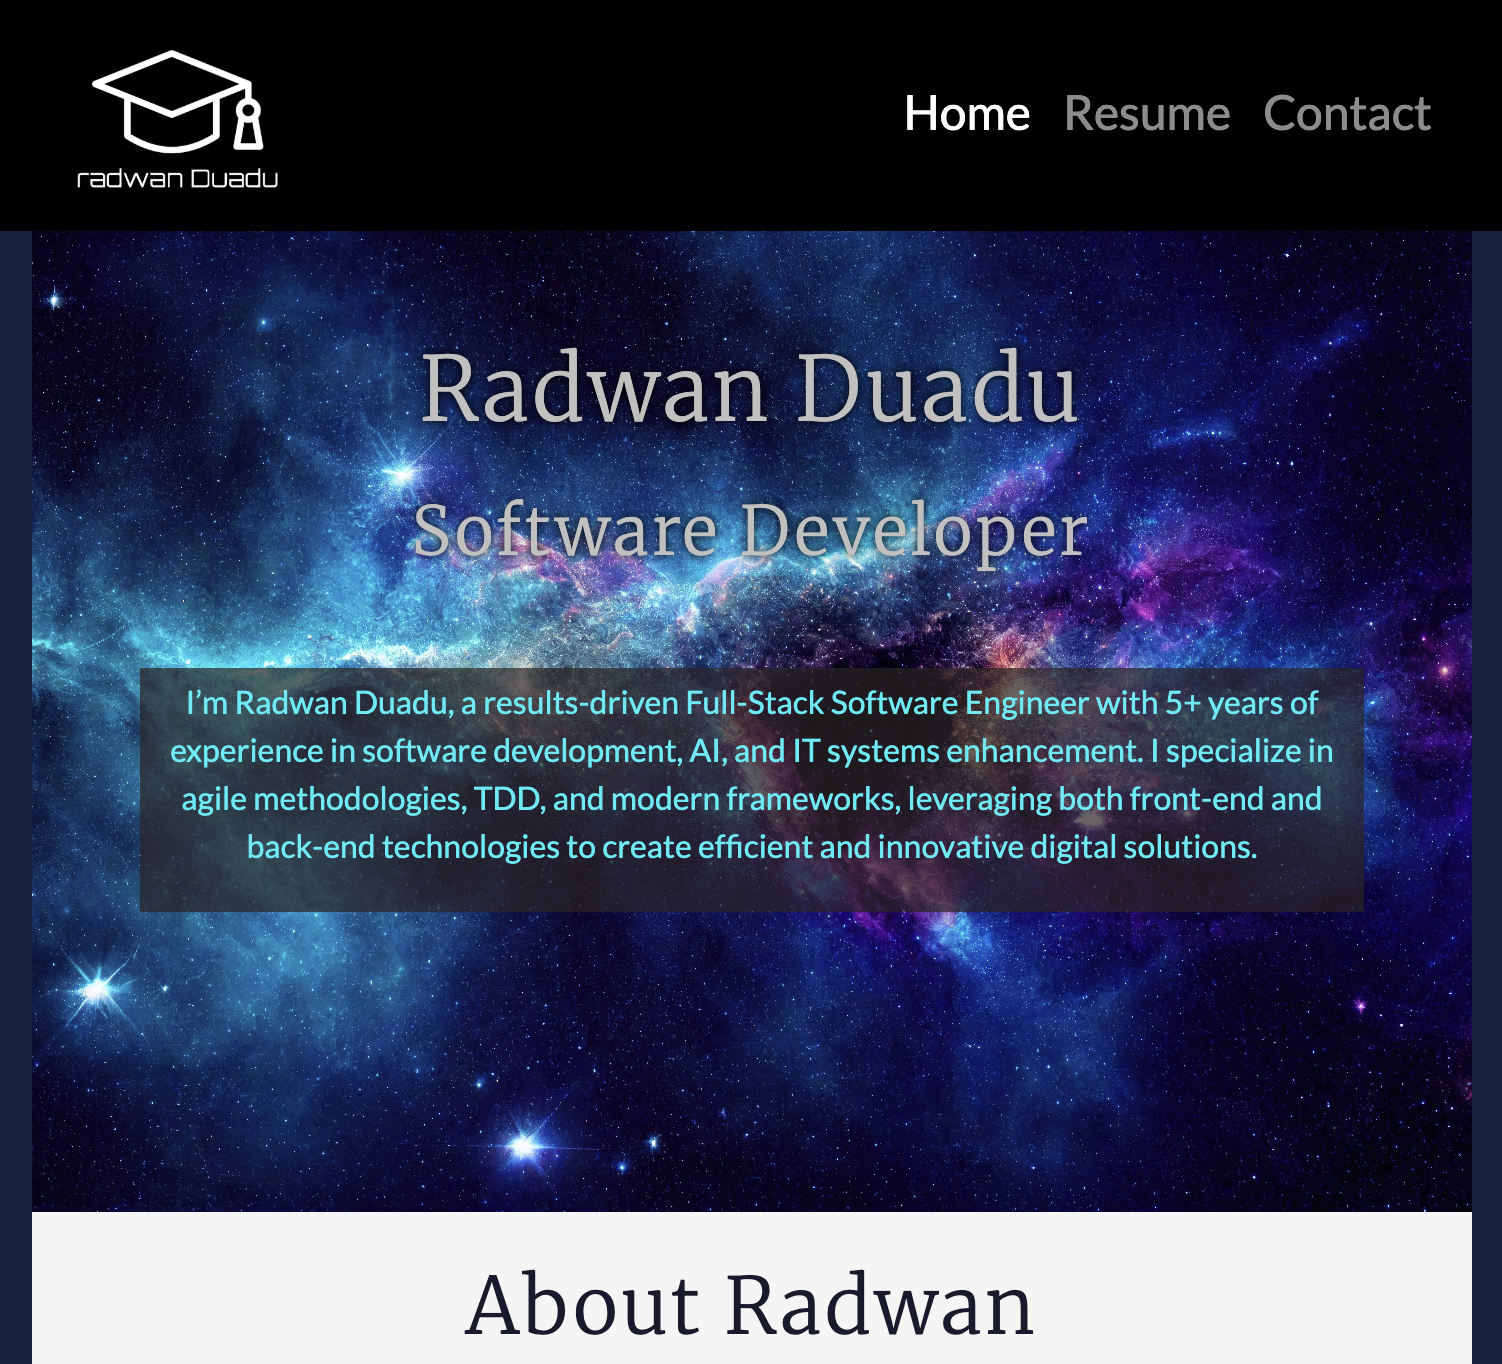 radwan Duadu
Home Resume Contact
Radwan Duadu
Software Developer
I’m Radwan Duadu, a results-driven Full-Stack Software Engineer with 5+ years of
experience in software development, AI, and IT systems enhancement. I specialize in
agile methodologies, TDD, and modern frameworks, leveraging both front-end and
back-end technologies to create efficient and innovative digital solutions.
About Radwan